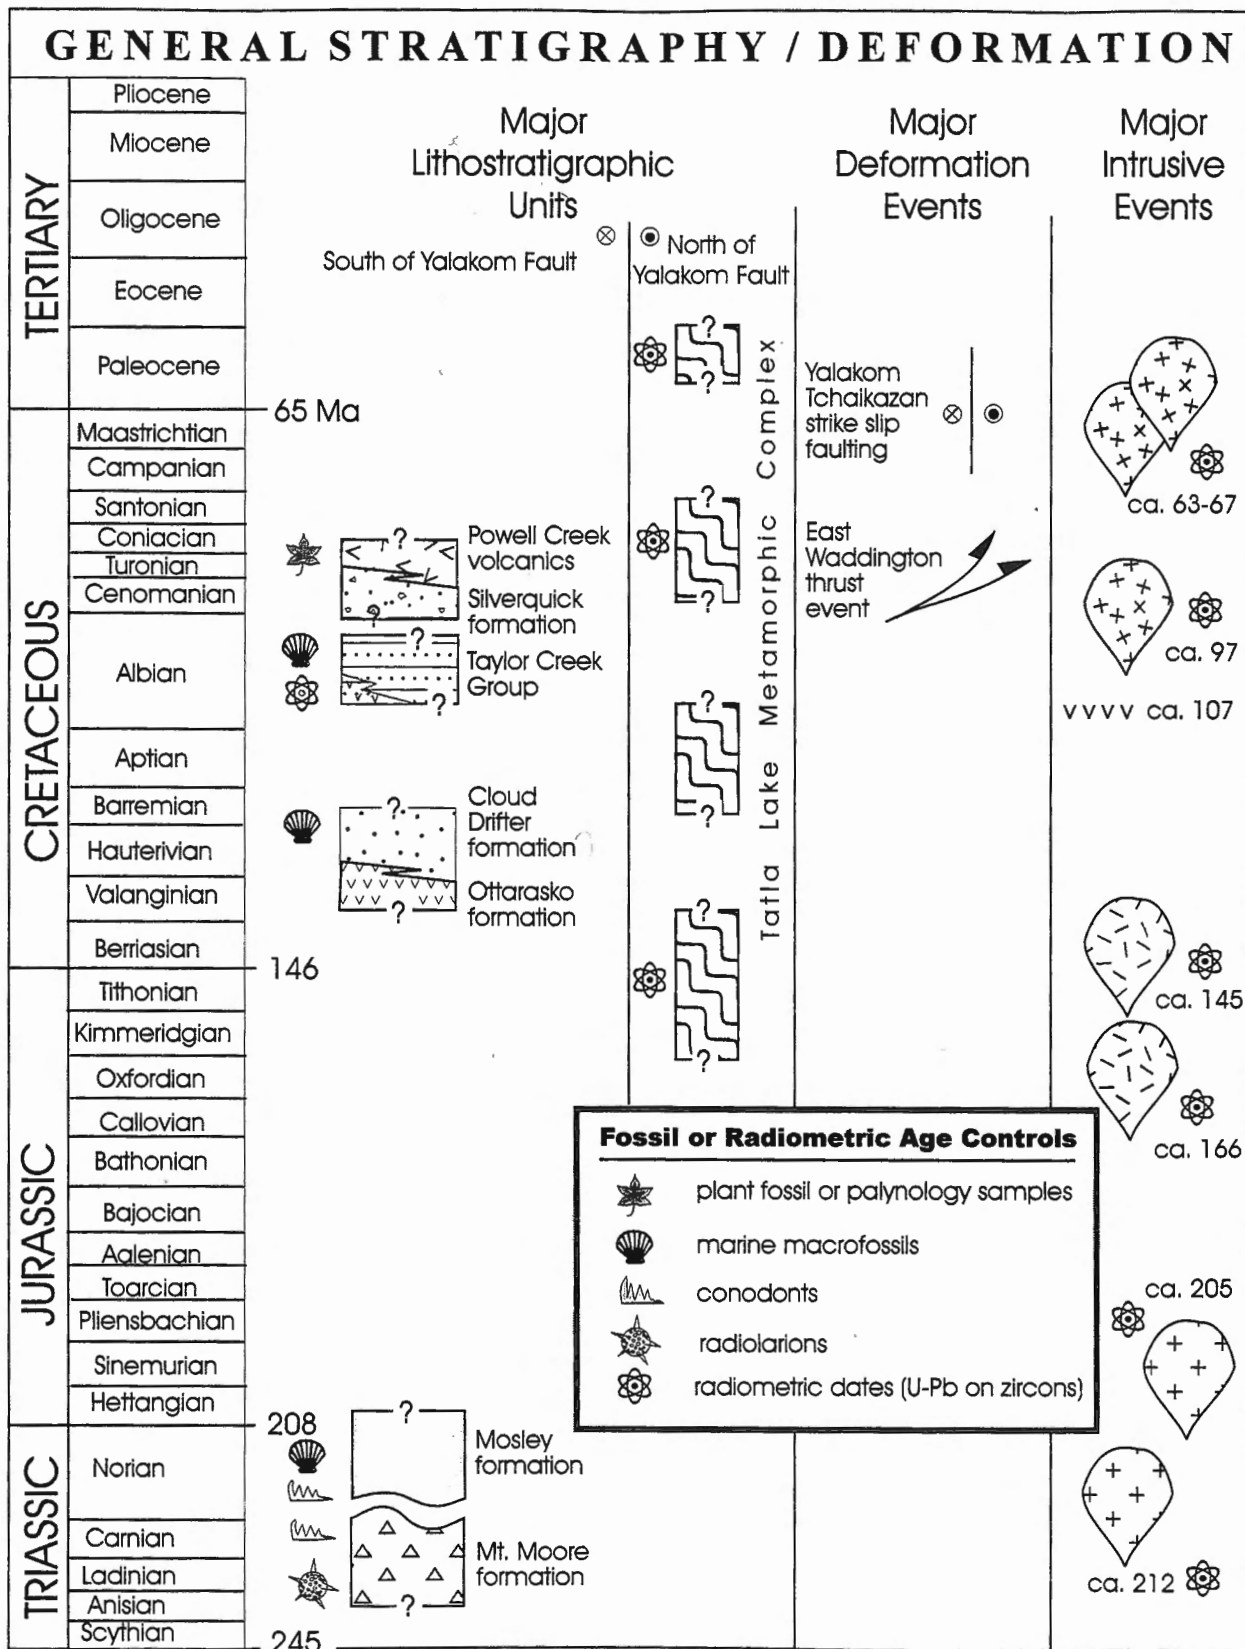 GENERAL STRATIGRAPHY / DEFORMATION
TERTIARY
Pliocene
Miocene
Oligocene
Eocene
Paleocene
CRETACEOUS
Maastrichtian
Campanian
Santonian
Coniacian
Turonian
Cenomanian
Albian
Aptian
Barremian
Hauterivian
Valanginian
Berriasian
JURASSIC
Tithonian
Kimmeridgian
Oxfordian
Callovian
Bathonian
Bajocian
Aalenian
Toarcian
Pliensbachian
Sinemurian
Hettangian
TRIASSIC
Norian
Carnian
Ladinian
Anisian
Scythian
65 Ma
146
208
245
Major
Lithostratigraphic
Units
South of Yalakom Fault
North of
Yalakom Fault
?
?
?
?
?
?
?
?
Tatla Lake Metamorphic Complex
?
Powell Creek
volcanics
Silverquick
formation
?
?
Taylor Creek
Group
?
?
Cloud
Drifter
formation
Ottarasko
formation
?
?
Mosley
formation
Mt. Moore
formation
?
Major
Deformation
Events
Yalakom
Tchaikazan
strike slip
faulting
East
Waddington
thrust
event
Major
Intrusive
Events
ca. 63-67
ca. 97
v v v v ca. 107
ca. 145
ca. 166
ca. 205
ca. 212
Fossil or Radiometric Age Controls
plant fossil or palynology samples
marine macrofossils
conodonts
radiolarions
radiometric dates (U-Pb on zircons)